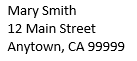 Mary Smith
12 Main Street
Anytown, CA 99999